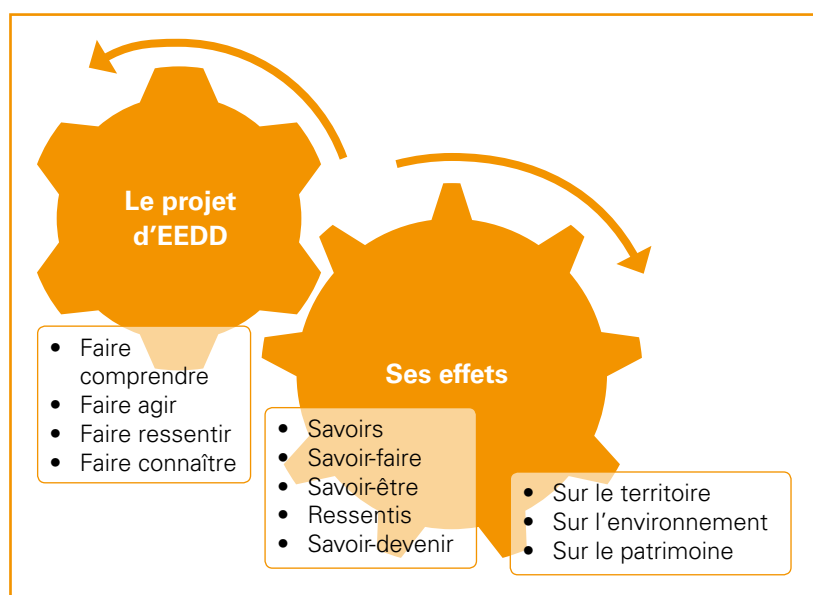 Le projet
d'EEDD
• Faire
comprendre
• Faire agir
• Faire ressentir
• Faire connaître
Ses effets
• Savoirs
• Savoir-faire
• Savoir-être
• Ressentis
• Savoir-devenir
• Sur le territoire
• Sur l'environnement
• Sur le patrimoine